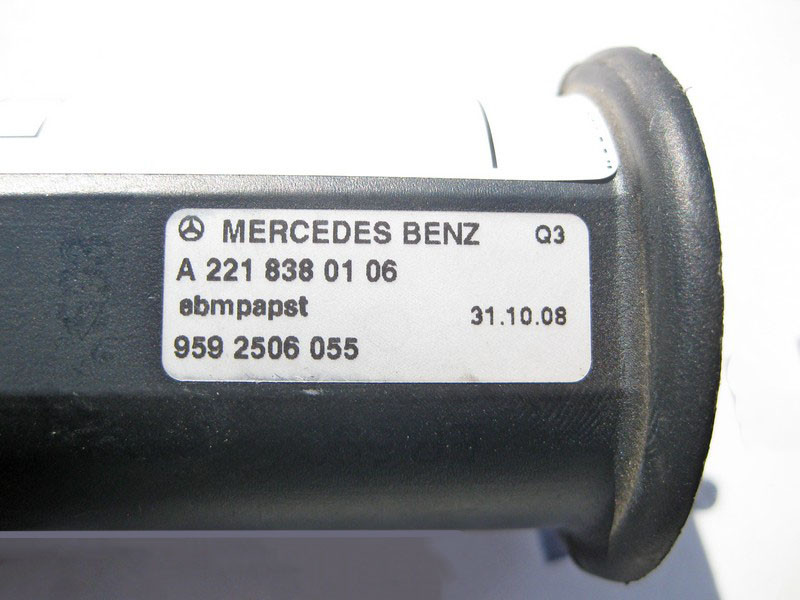 MERCEDES BENZ Q3
A 221 838 01 06
ebmpapst 31.10.08
959 2506 055